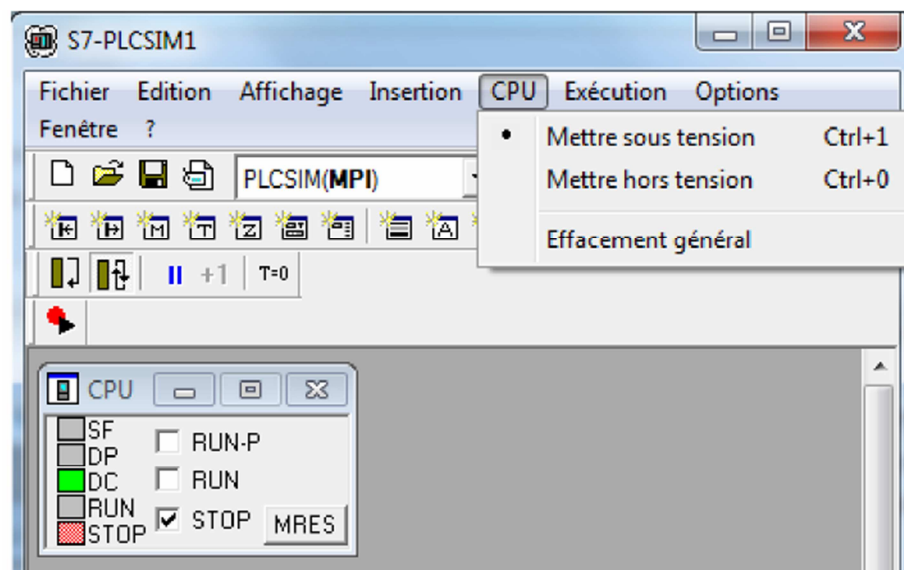 S7-PLCSIM1
Fichier Edition Affichage Insertion CPU Exécution Options
Fenêtre ?
Mettre sous tension Ctrl+1
Mettre hors tension Ctrl+0
Effacement général
PLCSIM(MPI)
E A M T Z A
+1 T=0
CPU
SF
DP
DC
RUN
STOP
RUN-P
RUN
STOP
MRES